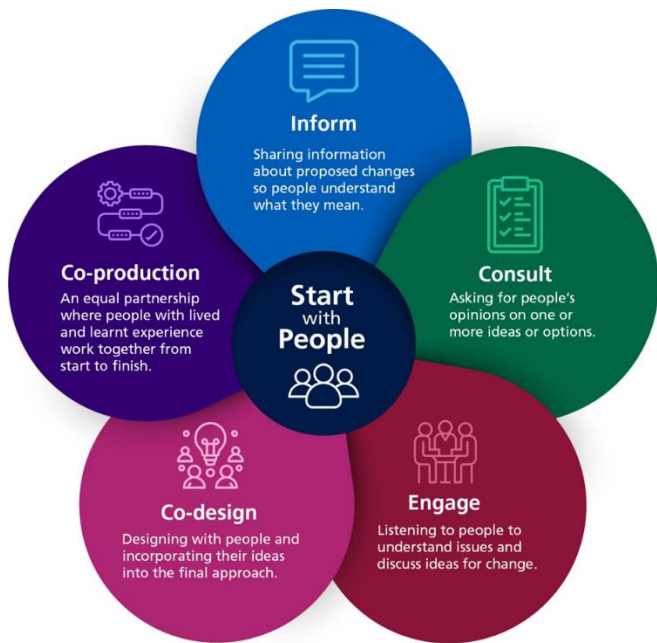 Inform
Sharing information
about proposed changes
so people understand
what they mean.
Consult
Asking for people's
opinions on one or
more ideas or options.
Engage
Listening to people to
understand issues and
discuss ideas for change.
Co-design
Designing with people and
incorporating their ideas
into the final approach.
Co-production
An equal partnership
where people with lived
and learnt experience
work together from
start to finish.
Start
with
People